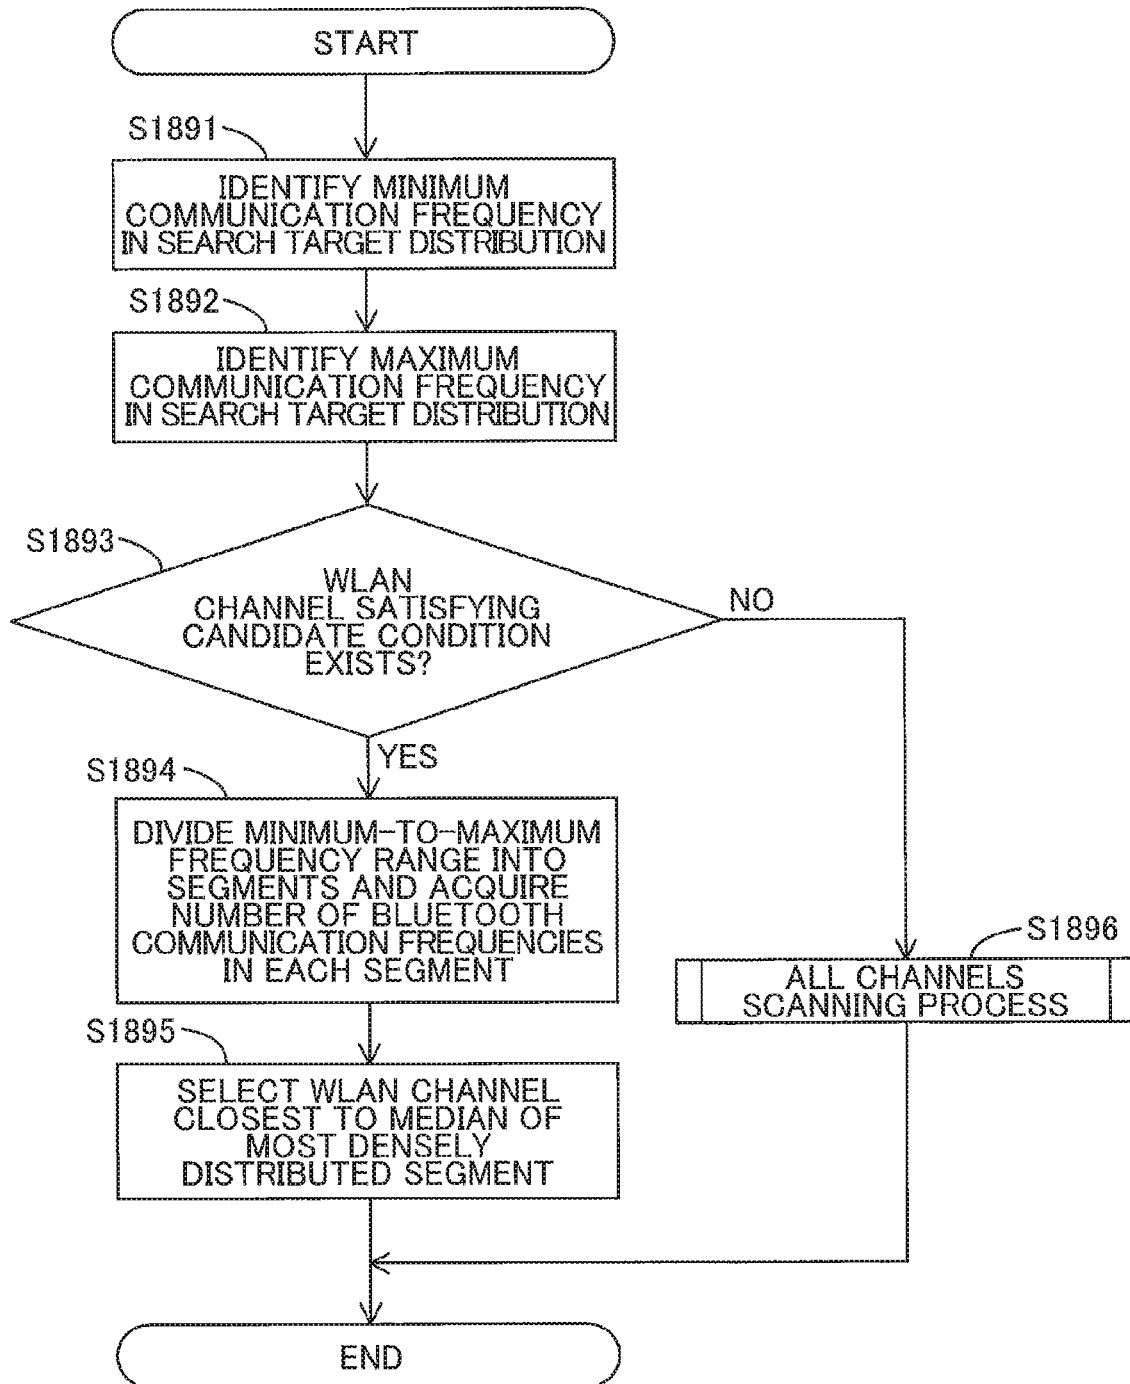 START
S1891
IDENTIFY MINIMUM
COMMUNICATION FREQUENCY
IN SEARCH TARGET DISTRIBUTION
S1892
IDENTIFY MAXIMUM
COMMUNICATION FREQUENCY
IN SEARCH TARGET DISTRIBUTION
S1893
WLAN
CHANNEL SATISFYING
CANDIDATE CONDITION
EXISTS?
NO
YES
S1894
DIVIDE MINIMUM-TO-MAXIMUM
FREQUENCY RANGE INTO
SEGMENTS AND ACQUIRE
NUMBER OF BLUETOOTH
COMMUNICATION FREQUENCIES
IN EACH SEGMENT
S1896
ALL CHANNELS
SCANNING PROCESS
S1895
SELECT WLAN CHANNEL
CLOSEST TO MEDIAN OF
MOST DENSELY
DISTRIBUTED SEGMENT
END